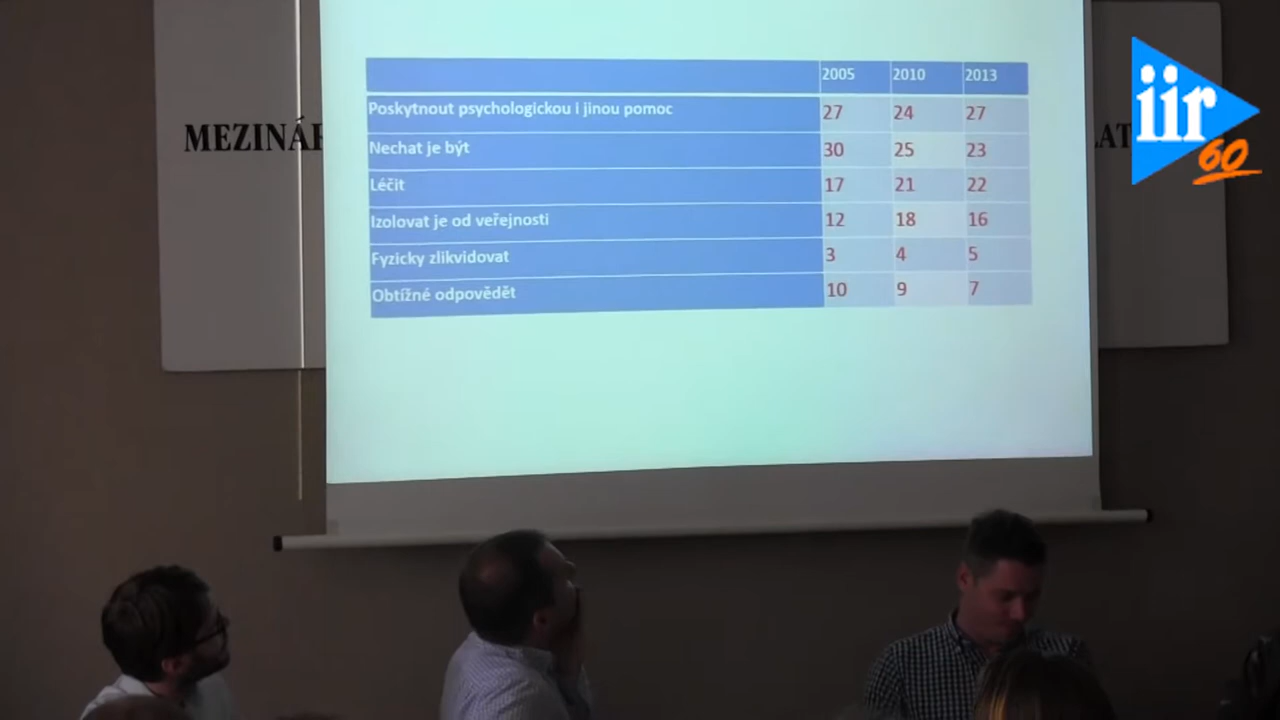 2005 2010 2013
Poskytnout psychologickou i jinou pomoc 27 24 27
Nechat je být 30 25 23
Léčit 17 21 22
Izolovat je od veřejnosti 12 18 16
Fyzicky zlikvidovat 3 4 5
Obtížné odpovědět 10 9 7
MEZINÁR
LAT
iir
60